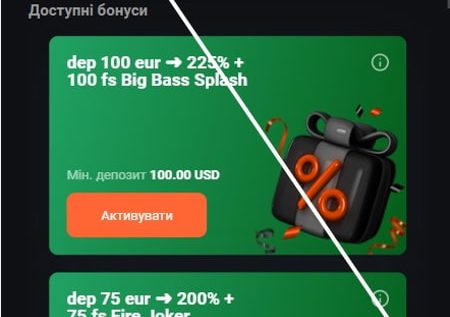 Доступні бонуси
dep 100 eur ➜ 225% +
100 fs Big Bass Splash
Мін. депозит 100.00 USD
Активувати
dep 75 eur ➜ 200% +
75 fs Fire Joker